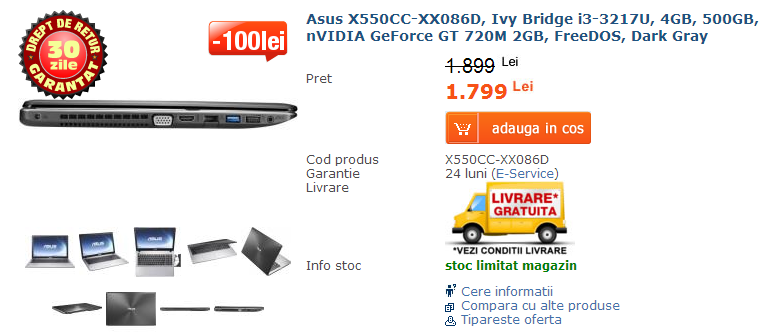 DREPT DE RETUR
30
zile
GARANTAT
-100lei
Asus X550CC-XX086D, Ivy Bridge i3-3217U, 4GB, 500GB,
nVIDIA GeForce GT 720M 2GB, FreeDOS, Dark Gray
Pret
1.899 Lei
1.799 Lei
adauga in cos
Cod produs X550CC-XX086D
Garantie 24 luni (E-Service)
Livrare
LIVRARE*
GRATUITA
*VEZI CONDITII LIVRARE
Info stoc stoc limitat magazin
Cere informatii
Compara cu alte produse
Tipareste oferta